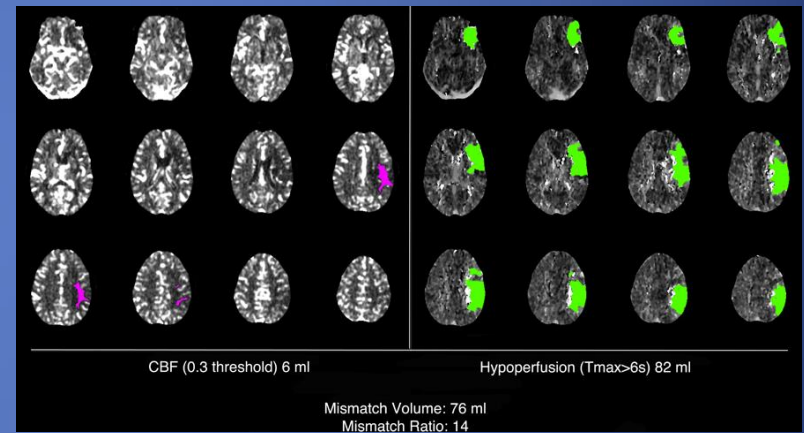 CBF (0.3 threshold) 6 ml
Hypoperfusion (Tmax>6s) 82 ml
Mismatch Volume: 76 ml
Mismatch Ratio: 14